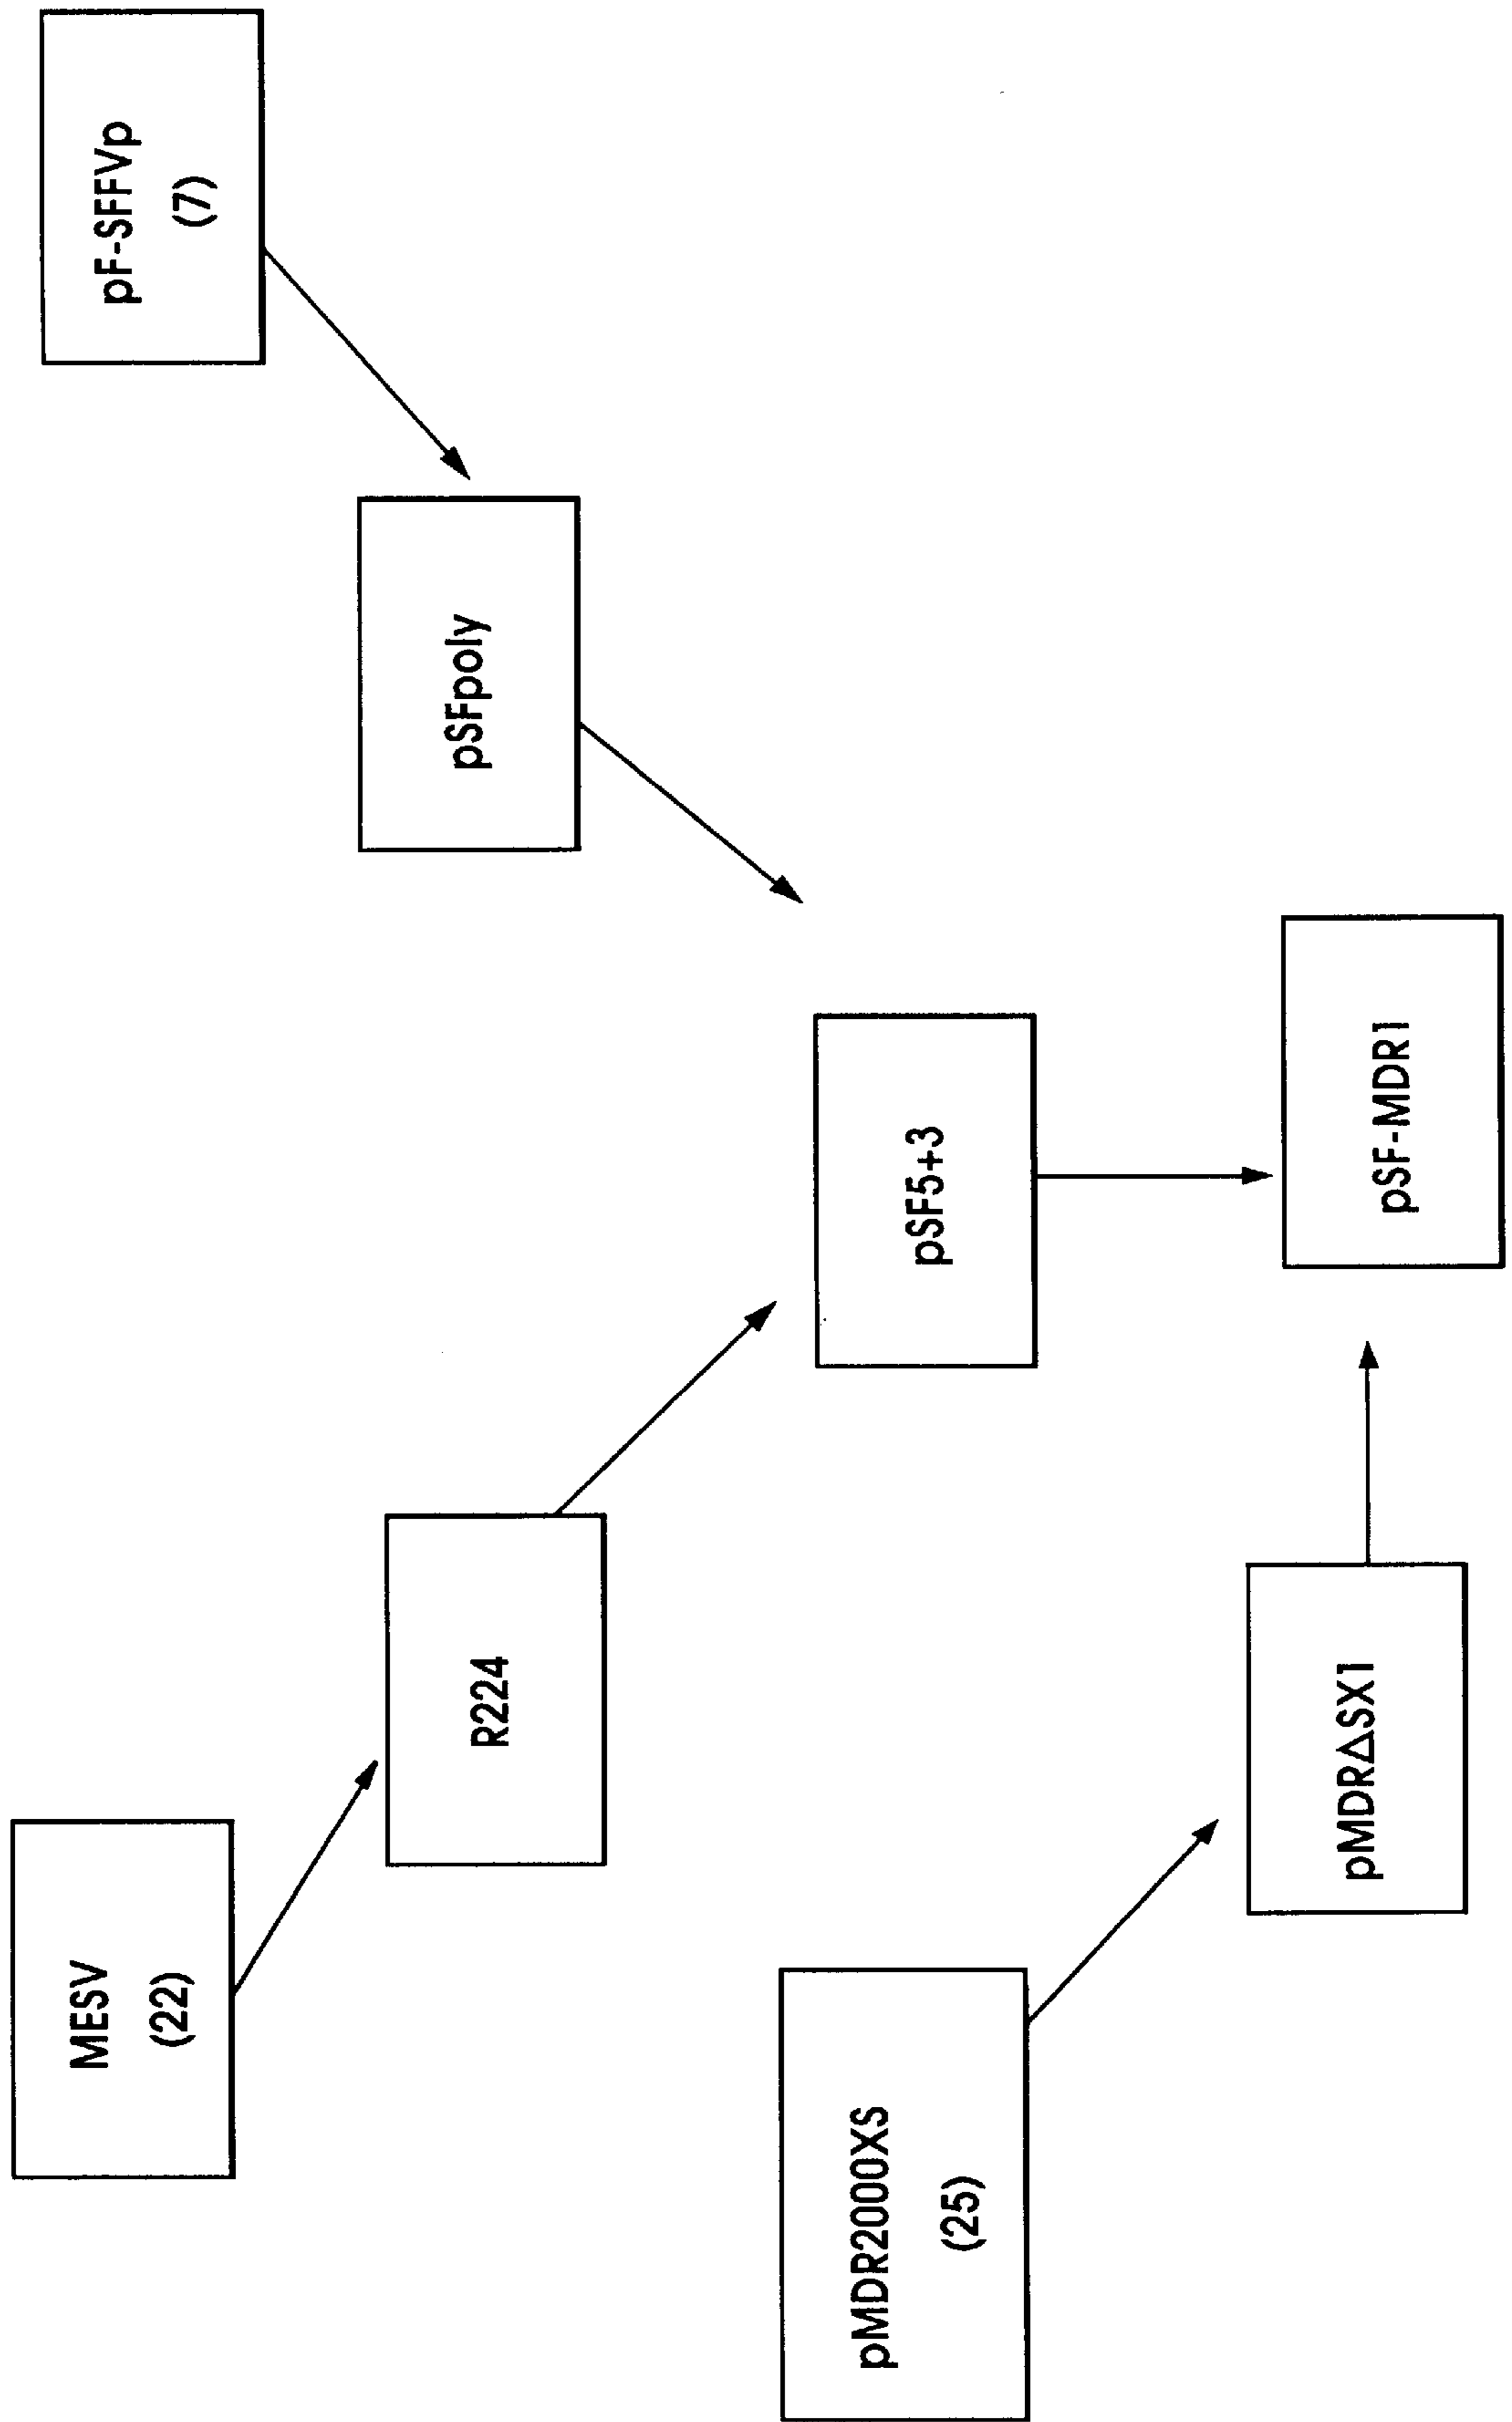 MESV
(22)
pF-SFFVp
(7)
R224
pSFpoly
pMDR2000XS
(25)
pSF5+3
pMDRΔSX1
pSF-MDR1